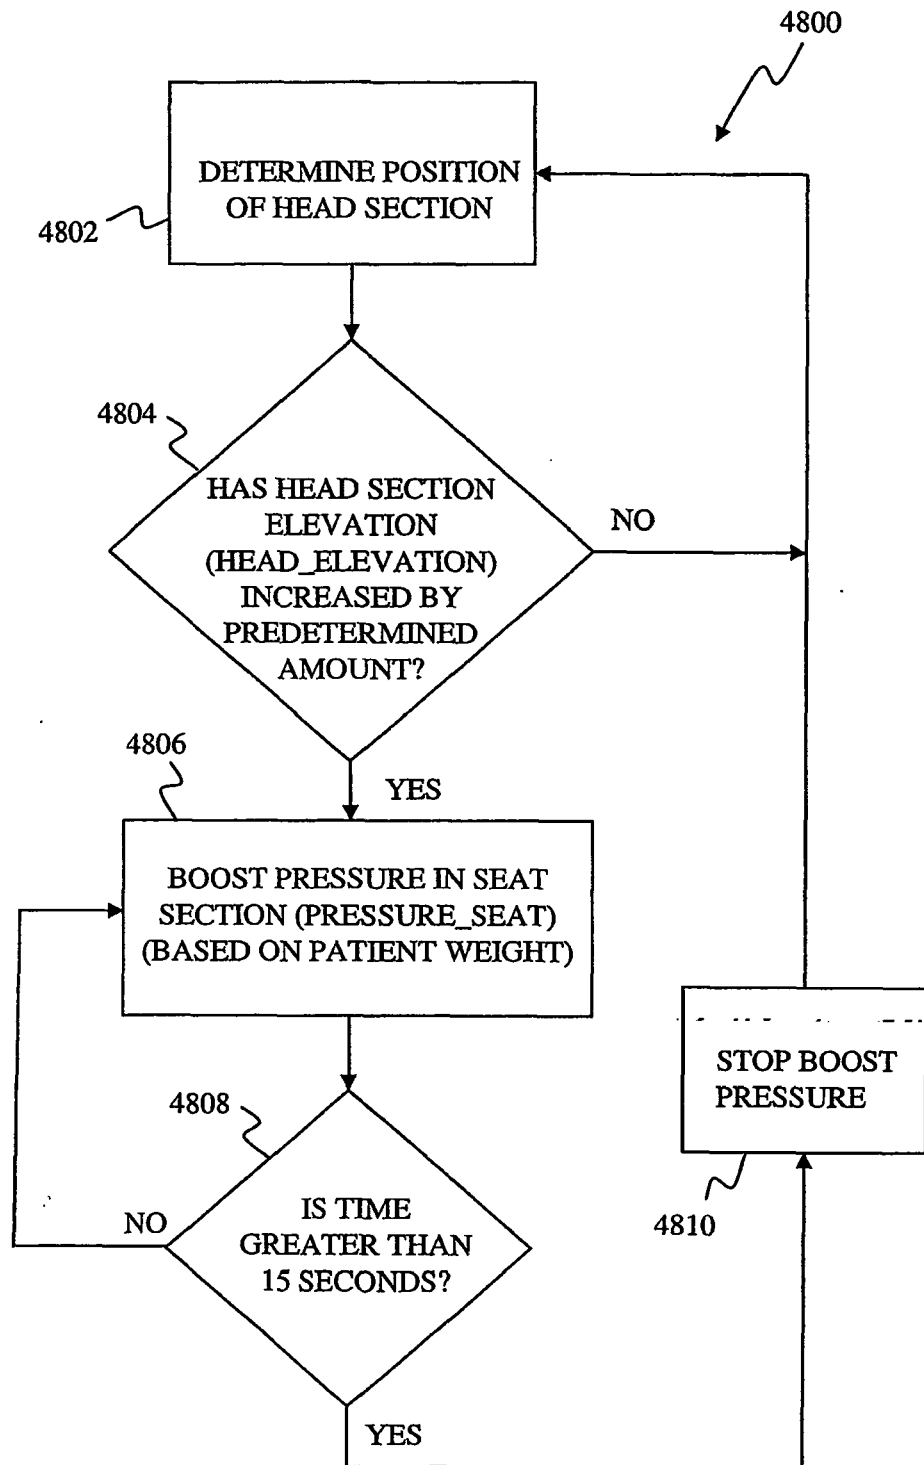 4800
DETERMINE POSITION
OF HEAD SECTION
4802
4804
HAS HEAD SECTION
ELEVATION
(HEAD_ELEVATION)
INCREASED BY
PREDETERMINED
AMOUNT?
NO
4806
YES
BOOST PRESSURE IN SEAT
SECTION (PRESSURE_SEAT)
(BASED ON PATIENT WEIGHT)
4808
IS TIME
GREATER THAN
15 SECONDS?
NO
STOP BOOST
PRESSURE
4810
YES